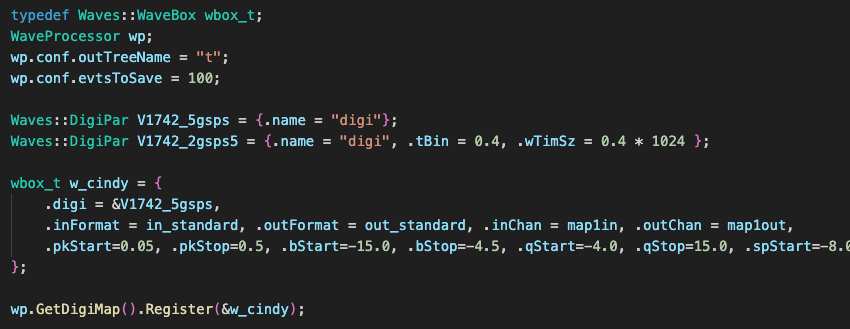 typedef Waves::WaveBox wbox_t;
WaveProcessor wp;
wp.conf.outTreeName = "t";
wp.conf.evtsToSave = 100;
Waves::DigiPar V1742_5gsps = {.name = "digi"};
Waves::DigiPar V1742_2gsps5 = {.name = "digi", .tBin = 0.4, .wTimSz = 0.4 * 1024 };
wbox_t w_cindy = {
.digi = &V1742_5gsps,
.inFormat = in_standard, .outFormat = out_standard, .inChan = map1in, .outChan = map1out,
.pkStart=0.05, .pkStop=0.5, .bStart=-15.0, .bStop=-4.5, .qStart=-4.0, .qStop=15.0, .spStart=-8.0
};
wp.GetDigiMap().Register(&w_cindy);